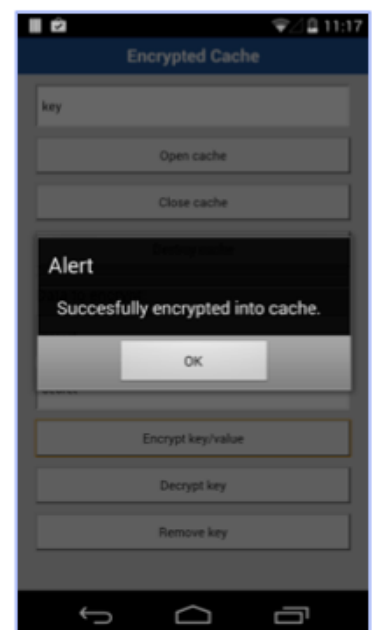 11:17
Encrypted Cache
key
Open cache
Close cache
Alert
Succesfully encrypted into cache.
OK
Encrypt key/value
Decrypt key
Remove key